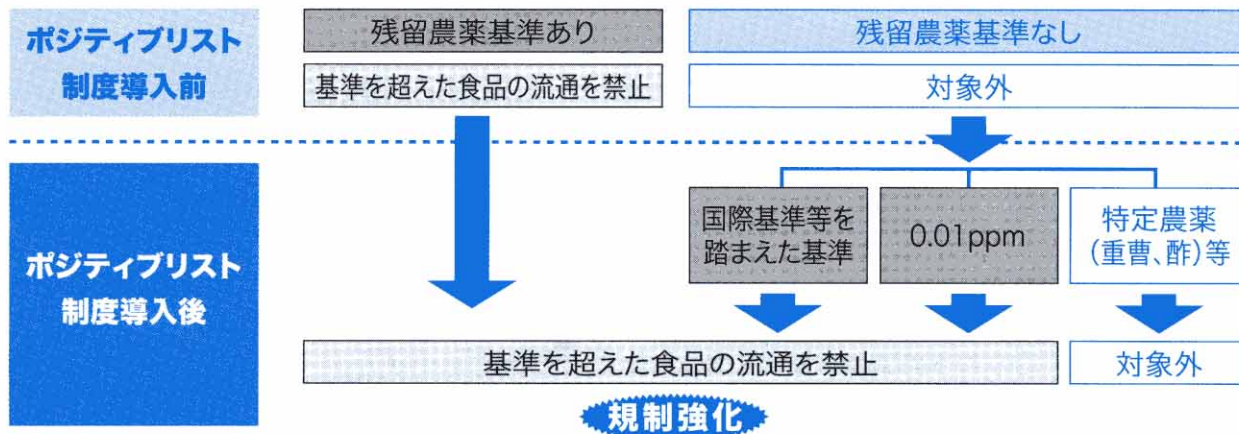 ポジティブリスト
制度導入前
残留農薬基準あり
残留農薬基準なし
基準を超えた食品の流通を禁止
対象外
ポジティブリスト
制度導入後
国際基準等を
踏まえた基準
0.01ppm
特定農薬
(重曹、酢)等
基準を超えた食品の流通を禁止
対象外
規制強化